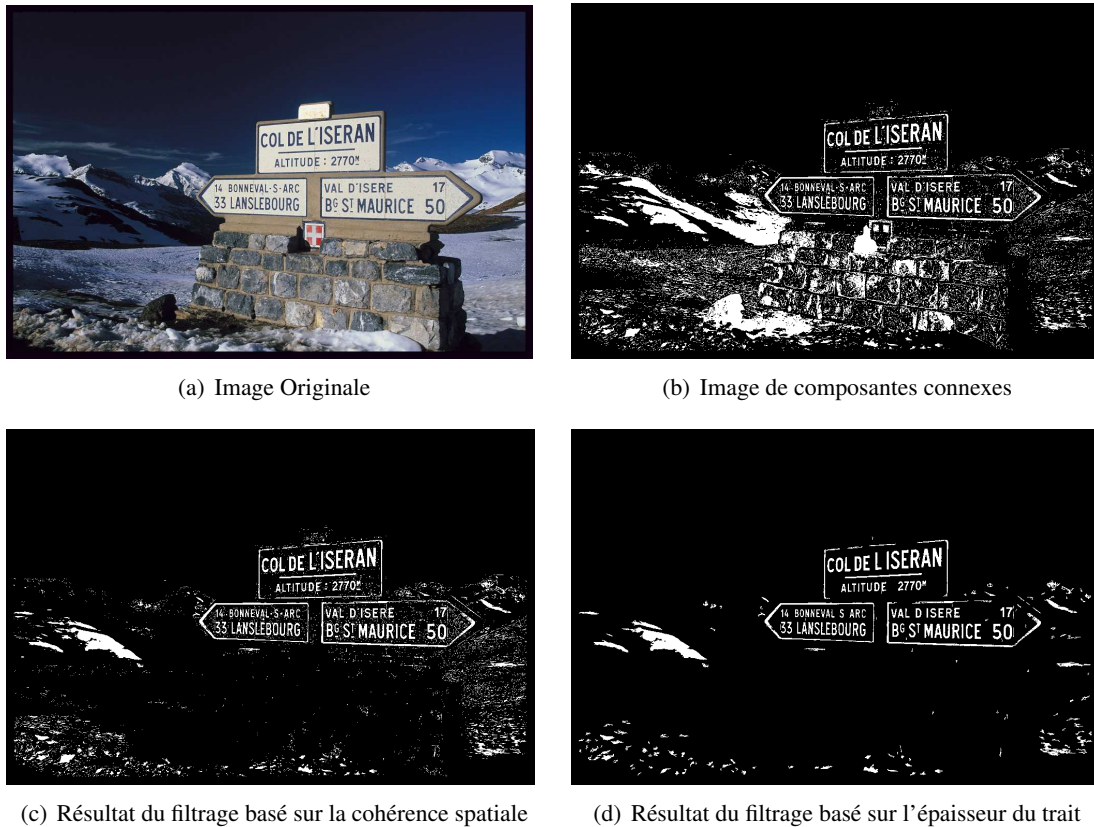 COL DE L'ISERAN
ALTITUDE : 2770M
14 BONNEVAL-S-ARC
33 LANSLEBOURG
VAL D'ISERE 17
BG ST MAURICE 50
(a) Image Originale
COL DE L'ISERAN
ALTITUDE : 2770M
14 BONNEVAL-S-ARC
33 LANSLEBOURG
VAL D'ISERE 17
BG ST MAURICE 50
(b) Image de composantes connexes
COL DE L'ISERAN
ALTITUDE : 2770M
14 BONNEVAL-S-ARC
33 LANSLEBOURG
VAL D'ISERE 17
BG ST MAURICE 50
(c) Résultat du filtrage basé sur la cohérence spatiale
COL DE L ISERAN
ALTITUDE 2770M
14 BONNEVAL S ARC
33 LANSLEBOURG
VAL D ISERE 17
BG ST MAURICE 50
(d) Résultat du filtrage basé sur l'épaisseur du trait